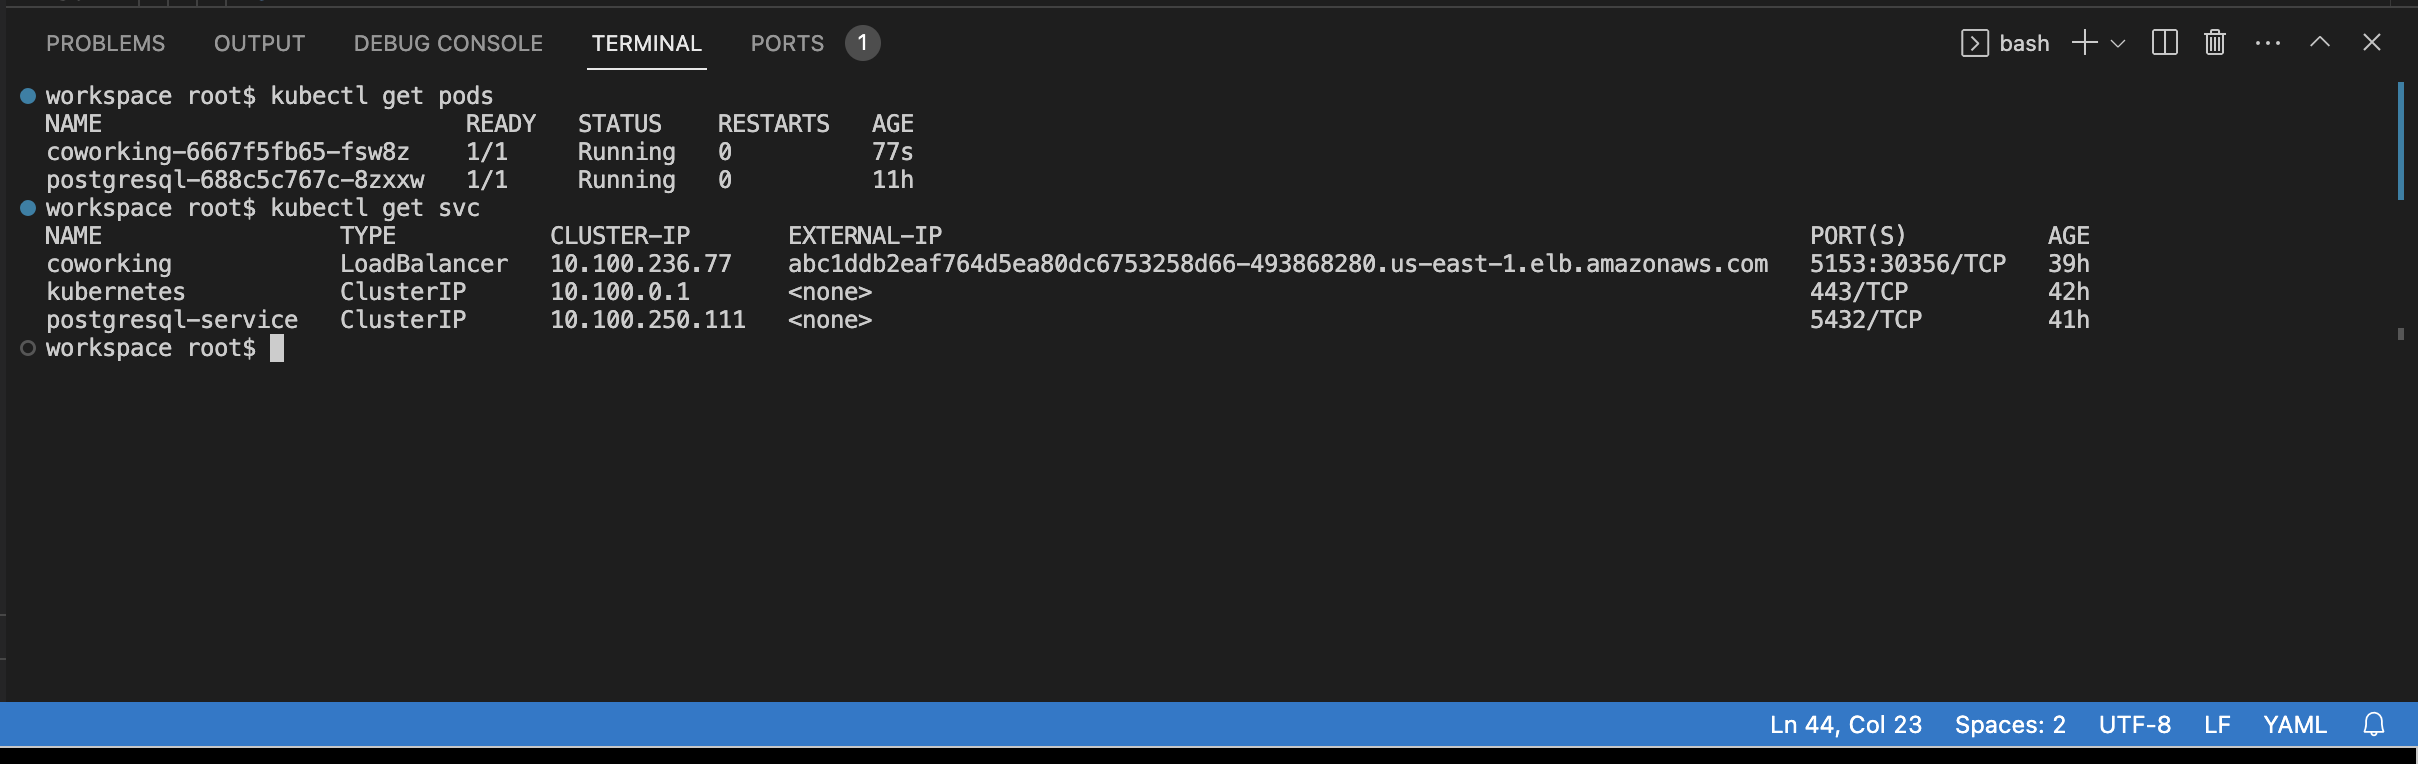 PROBLEMS OUTPUT DEBUG CONSOLE TERMINAL PORTS 1 bash
workspace root$ kubectl get pods
NAME READY STATUS RESTARTS AGE
coworking-6667f5fb65-fsw8z 1/1 Running 0 77s
postgresql-688c5c767c-8zxxw 1/1 Running 0 11h
workspace root$ kubectl get svc
NAME TYPE CLUSTER-IP EXTERNAL-IP PORT(S) AGE
coworking LoadBalancer 10.100.236.77 abc1ddb2eaf764d5ea80dc6753258d66-493868280.us-east-1.elb.amazonaws.com 5153:30356/TCP 39h
kubernetes ClusterIP 10.100.0.1 <none> 443/TCP 42h
postgresql-service ClusterIP 10.100.250.111 <none> 5432/TCP 41h
workspace root$
Ln 44, Col 23 Spaces: 2 UTF-8 LF YAML